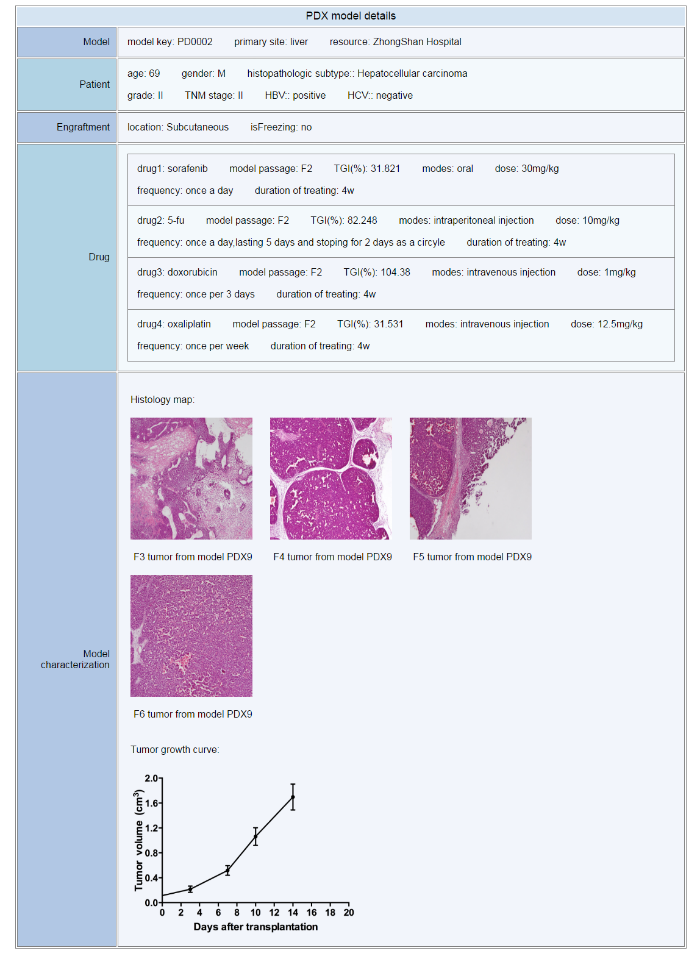 PDX model details
Model
model key: PD0002 primary site: liver resource: ZhongShan Hospital
Patient
age: 69 gender: M histopathologic subtype:: Hepatocellular carcinoma
grade: II TNM stage: II HBV:: positive HCV:: negative
Engraftment
location: Subcutaneous isFreezing: no
Drug
drug1: sorafenib model passage: F2 TGI(%): 31.821 modes: oral dose: 30mg/kg
frequency: once a day duration of treating: 4w
drug2: 5-fu model passage: F2 TGI(%): 82.248 modes: intraperitoneal injection dose: 10mg/kg
frequency: once a day,lasting 5 days and stoping for 2 days as a circyle duration of treating: 4w
drug3: doxorubicin model passage: F2 TGI(%): 104.38 modes: intravenous injection dose: 1mg/kg
frequency: once per 3 days duration of treating: 4w
drug4: oxaliplatin model passage: F2 TGI(%): 31.531 modes: intravenous injection dose: 12.5mg/kg
frequency: once per week duration of treating: 4w
Model
characterization
Histology map:
F3 tumor from model PDX9 F4 tumor from model PDX9 F5 tumor from model PDX9
F6 tumor from model PDX9
Tumor growth curve:
Tumor volume (cm³)
2.0
1.6
1.2
0.8
0.4
0.0
0 2 4 6 8 10 12 14 16 18 20
Days after transplantation